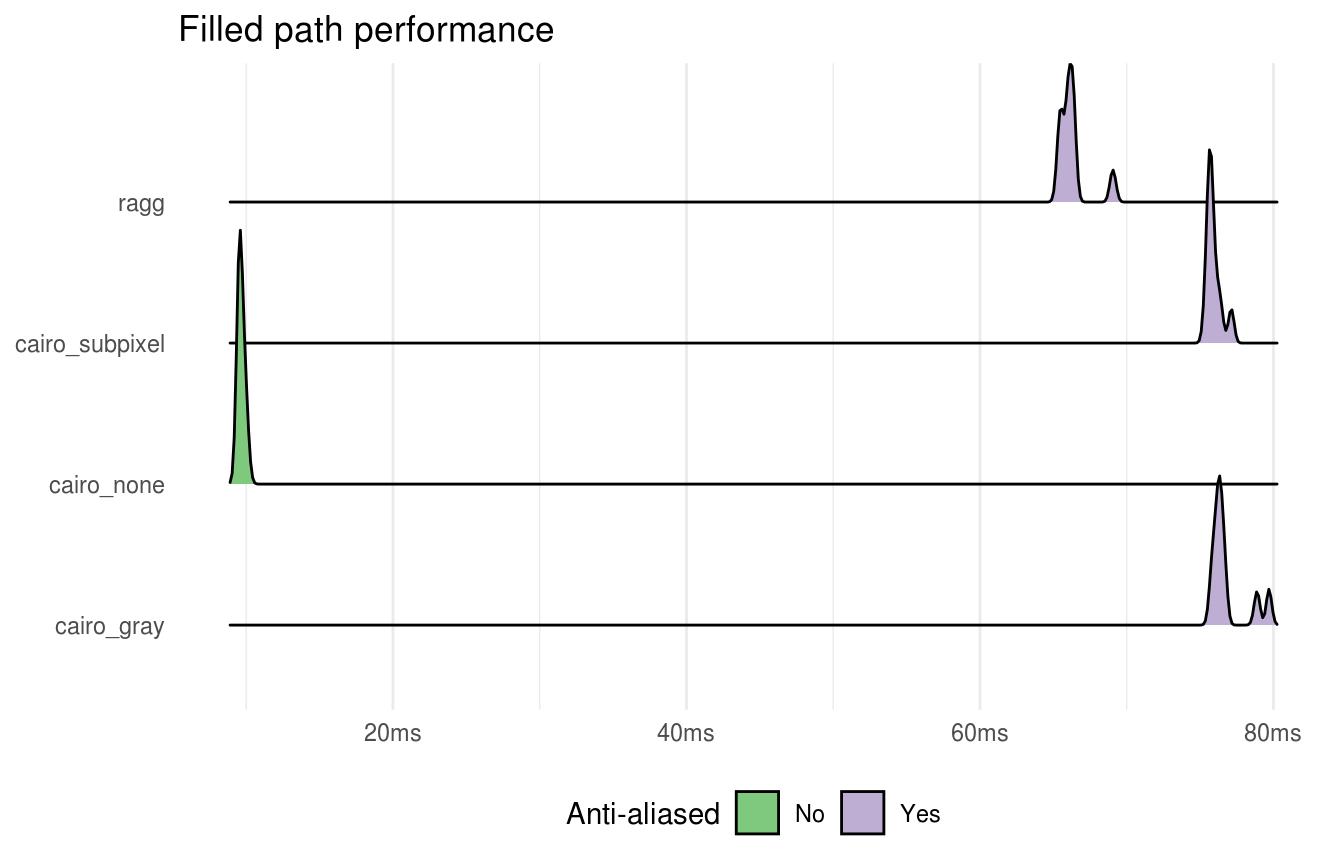 Filled path performance
ragg
cairo_subpixel
cairo_none
cairo_gray
20ms 40ms 60ms 80ms
Anti-aliased No Yes